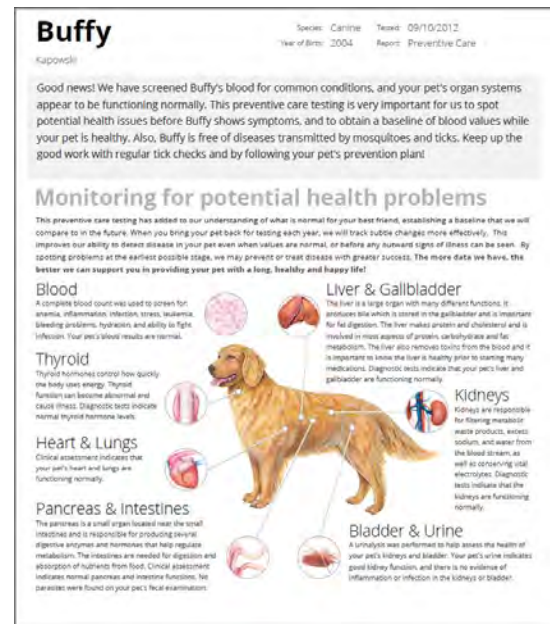 Buffy
Kapowski
Species: Canine Tested: 09/10/2012
Year of Birth: 2004 Report: Preventive Care
Good news! We have screened Buffy's blood for common conditions, and your pet's organ systems
appear to be functioning normally. This preventive care testing is very important for us to spot
potential health issues before Buffy shows symptoms, and to obtain a baseline of blood values while
your pet is healthy. Also, Buffy is free of diseases transmitted by mosquitoes and ticks. Keep up the
good work with regular tick checks and by following your pet's prevention plan!
Monitoring for potential health problems
This preventive care testing has added to our understanding of what is normal for your best friend, establishing a baseline that we will
compare to in the future. When you bring your pet back for testing each year, we will track subtle changes more effectively. This
improves our ability to detect disease in your pet even when values are normal, or before any outward signs of illness can be seen. By
spotting problems at the earliest possible stage, we may prevent or treat disease with greater success. The more data we have, the
better we can support you in providing your pet with a long, healthy and happy life!
Blood
A complete blood count was used to screen for
anemia, inflammation, infection, stress, leukemia,
bleeding problems, hydration, and ability to fight
infection. Your pet's blood results are normal.
Thyroid
Thyroid hormones control how quickly
the body uses energy. Thyroid
function can become abnormal and
cause illness. Diagnostic tests indicate
normal thyroid hormone levels.
Heart & Lungs
Clinical assessment indicates that
your pet's heart and lungs are
functioning normally.
Pancreas & Intestines
The pancreas is a small organ located near the small
intestines and is responsible for producing several
digestive enzymes and hormones that help regulate
metabolism. The intestines are needed for digestion and
absorption of nutrients from food. Clinical assessment
indicates normal pancreas and intestine functions. No
parasites were found on your pet's fecal examination.
Liver & Gallbladder
The liver is a large organ with many different functions. It
produces bile which is stored in the gallbladder and is important
for fat digestion. The liver makes protein and cholesterol and is
involved in most aspects of protein, carbohydrate and fat
metabolism. The liver also removes toxins from the blood and it
is important to know the liver is healthy prior to starting many
medications. Diagnostic tests indicate that your pet's liver and
gallbladder are functioning normally.
Kidneys
Kidneys are responsible
for filtering metabolic
waste products, excess
sodium, and water from
the blood stream, as
well as conserving vital
electrolytes. Diagnostic
tests indicate that the
kidneys are functioning
normally.
Bladder & Urine
A urinalysis was performed to help assess the health of
your pet's kidneys and bladder. Your pet's urine indicates
good kidney function, and there is no evidence of
inflammation or infection in the kidneys or bladder.